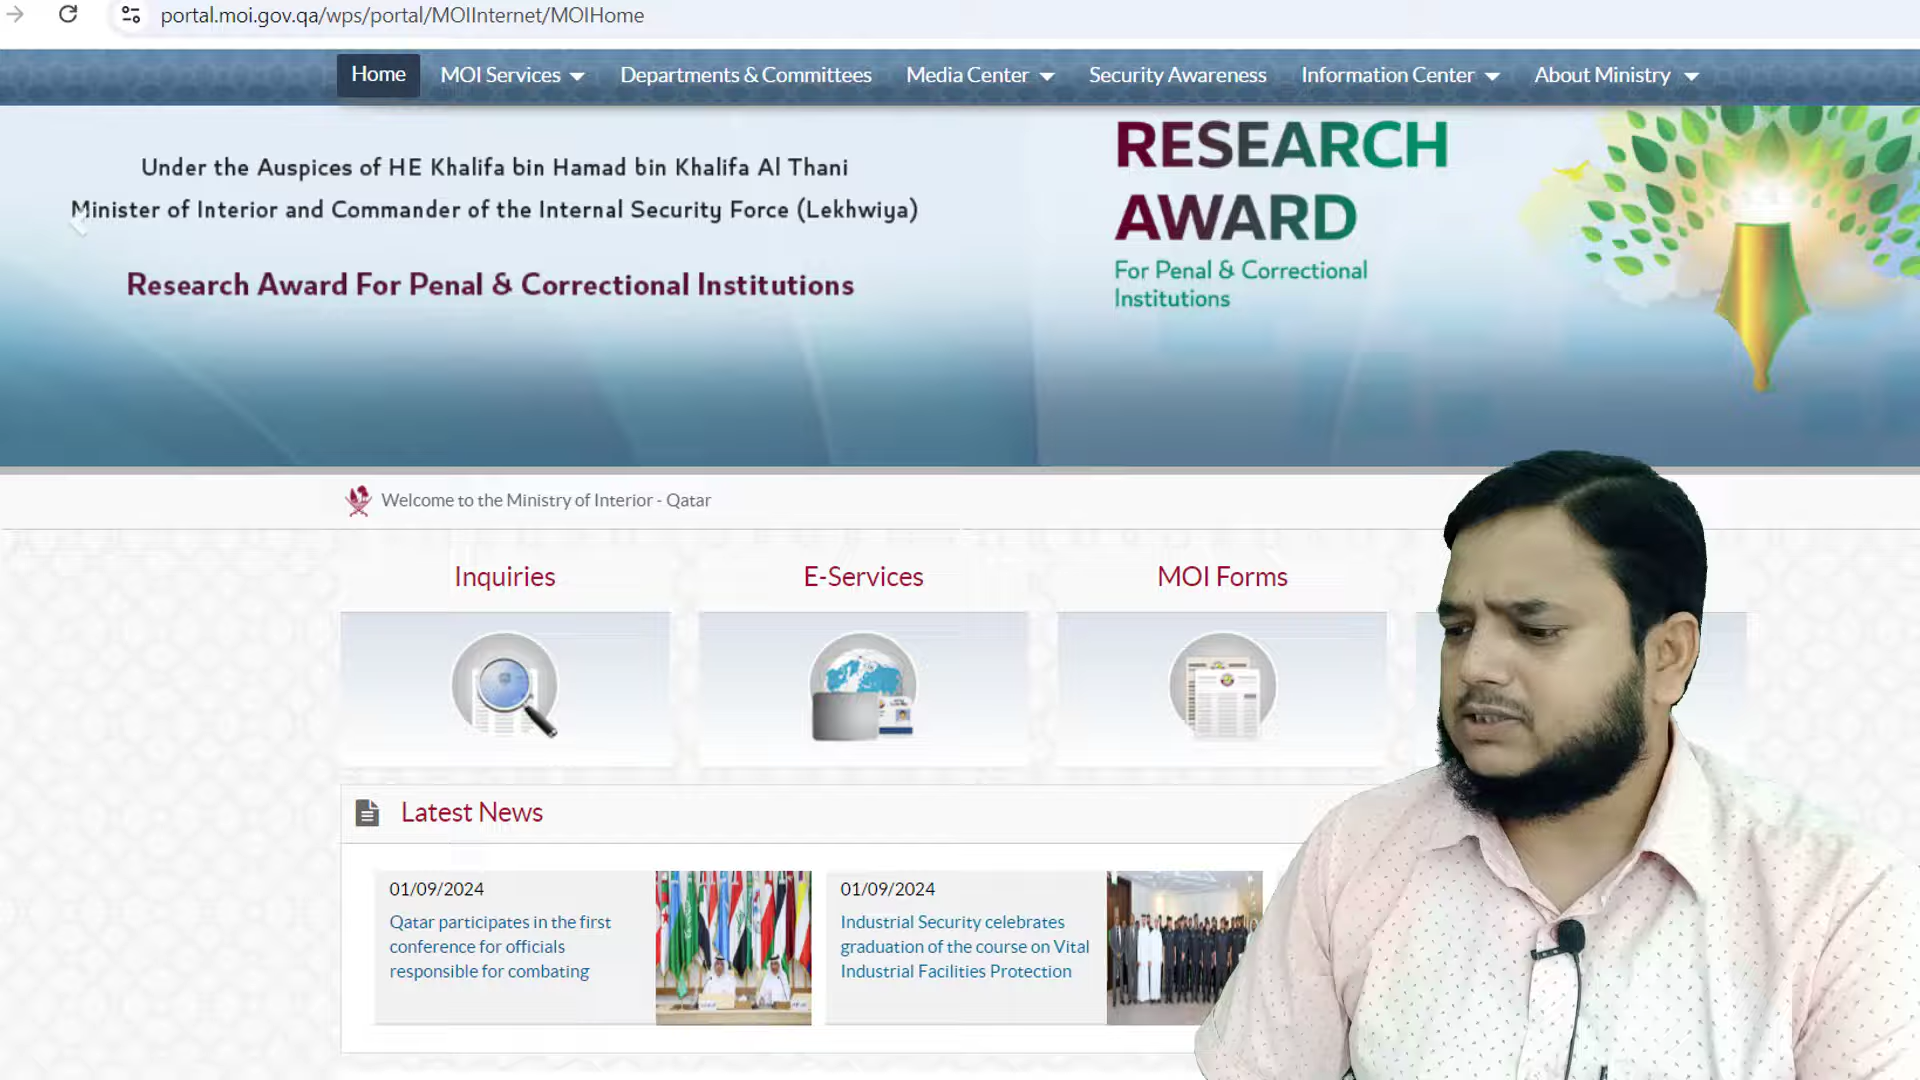 portal.moi.gov.qa/wps/portal/MOIInternet/MOIHome
Home
MOI Services
Departments & Committees
Media Center
Security Awareness
Information Center
About Ministry
Under the Auspices of HE Khalifa bin Hamad bin Khalifa Al Thani
Minister of Interior and Commander of the Internal Security Force (Lekhwiya)
Research Award For Penal & Correctional Institutions
RESEARCH
AWARD
For Penal & Correctional
Institutions
Welcome to the Ministry of Interior - Qatar
Inquiries
E-Services
MOI Forms
Latest News
01/09/2024
Qatar participates in the first
conference for officials
responsible for combating
01/09/2024
Industrial Security celebrates
graduation of the course on Vital
Industrial Facilities Protection